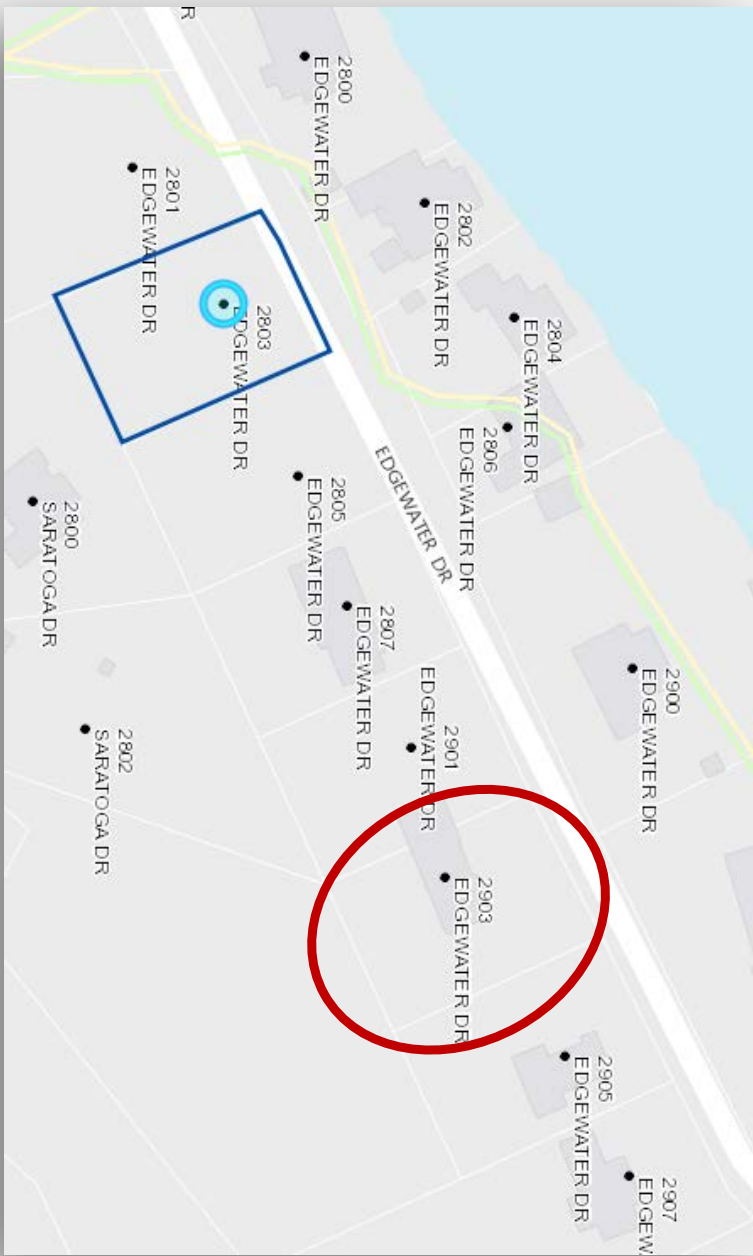 R
2800
EDGEWATER DR
2801
EDGEWATER DR
2802
EDGEWATER DR
2803
EDGEWATER DR
2804
EDGEWATER DR
2806
EDGEWATER DR
EDGEWATER DR
2805
EDGEWATER DR
2800
SARATOGA DR
2807
EDGEWATER DR
2900
EDGEWATER DR
2901
EDGEWATER DR
2802
SARATOGA DR
2903
EDGEWATER DR
2905
EDGEWATER DR
2907
EDGEW